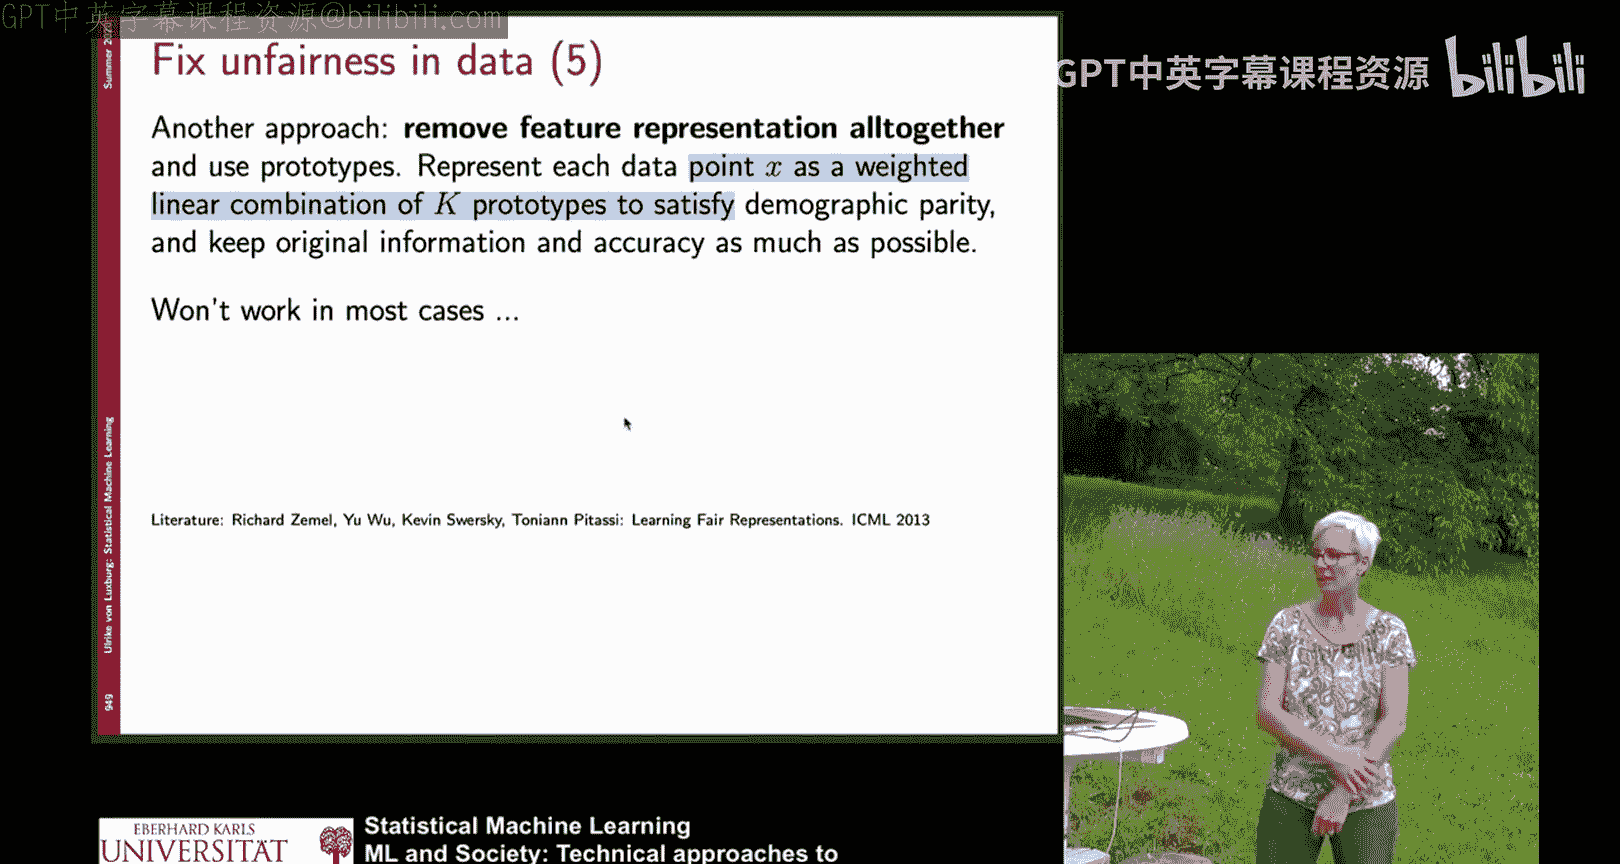 GPT中英字幕课程资源@bilibili.com
GPT中英字幕课程资源 bilibili
Fix unfairness in data (5)
Another approach: remove feature representation alltogether
and use prototypes. Represent each data point x as a weighted
linear combination of K prototypes to satisfy demographic parity,
and keep original information and accuracy as much as possible.
Won't work in most cases ...
Literature: Richard Zemel, Yu Wu, Kevin Swersky, Toniann Pitassi: Learning Fair Representations. ICML 2013
Summer
Ulrike von Luxburg: Statistical Machine Learning
949
EBERHARD KARLS
UNIVERSITÄT
Statistical Machine Learning
ML and Society: Technical approaches to